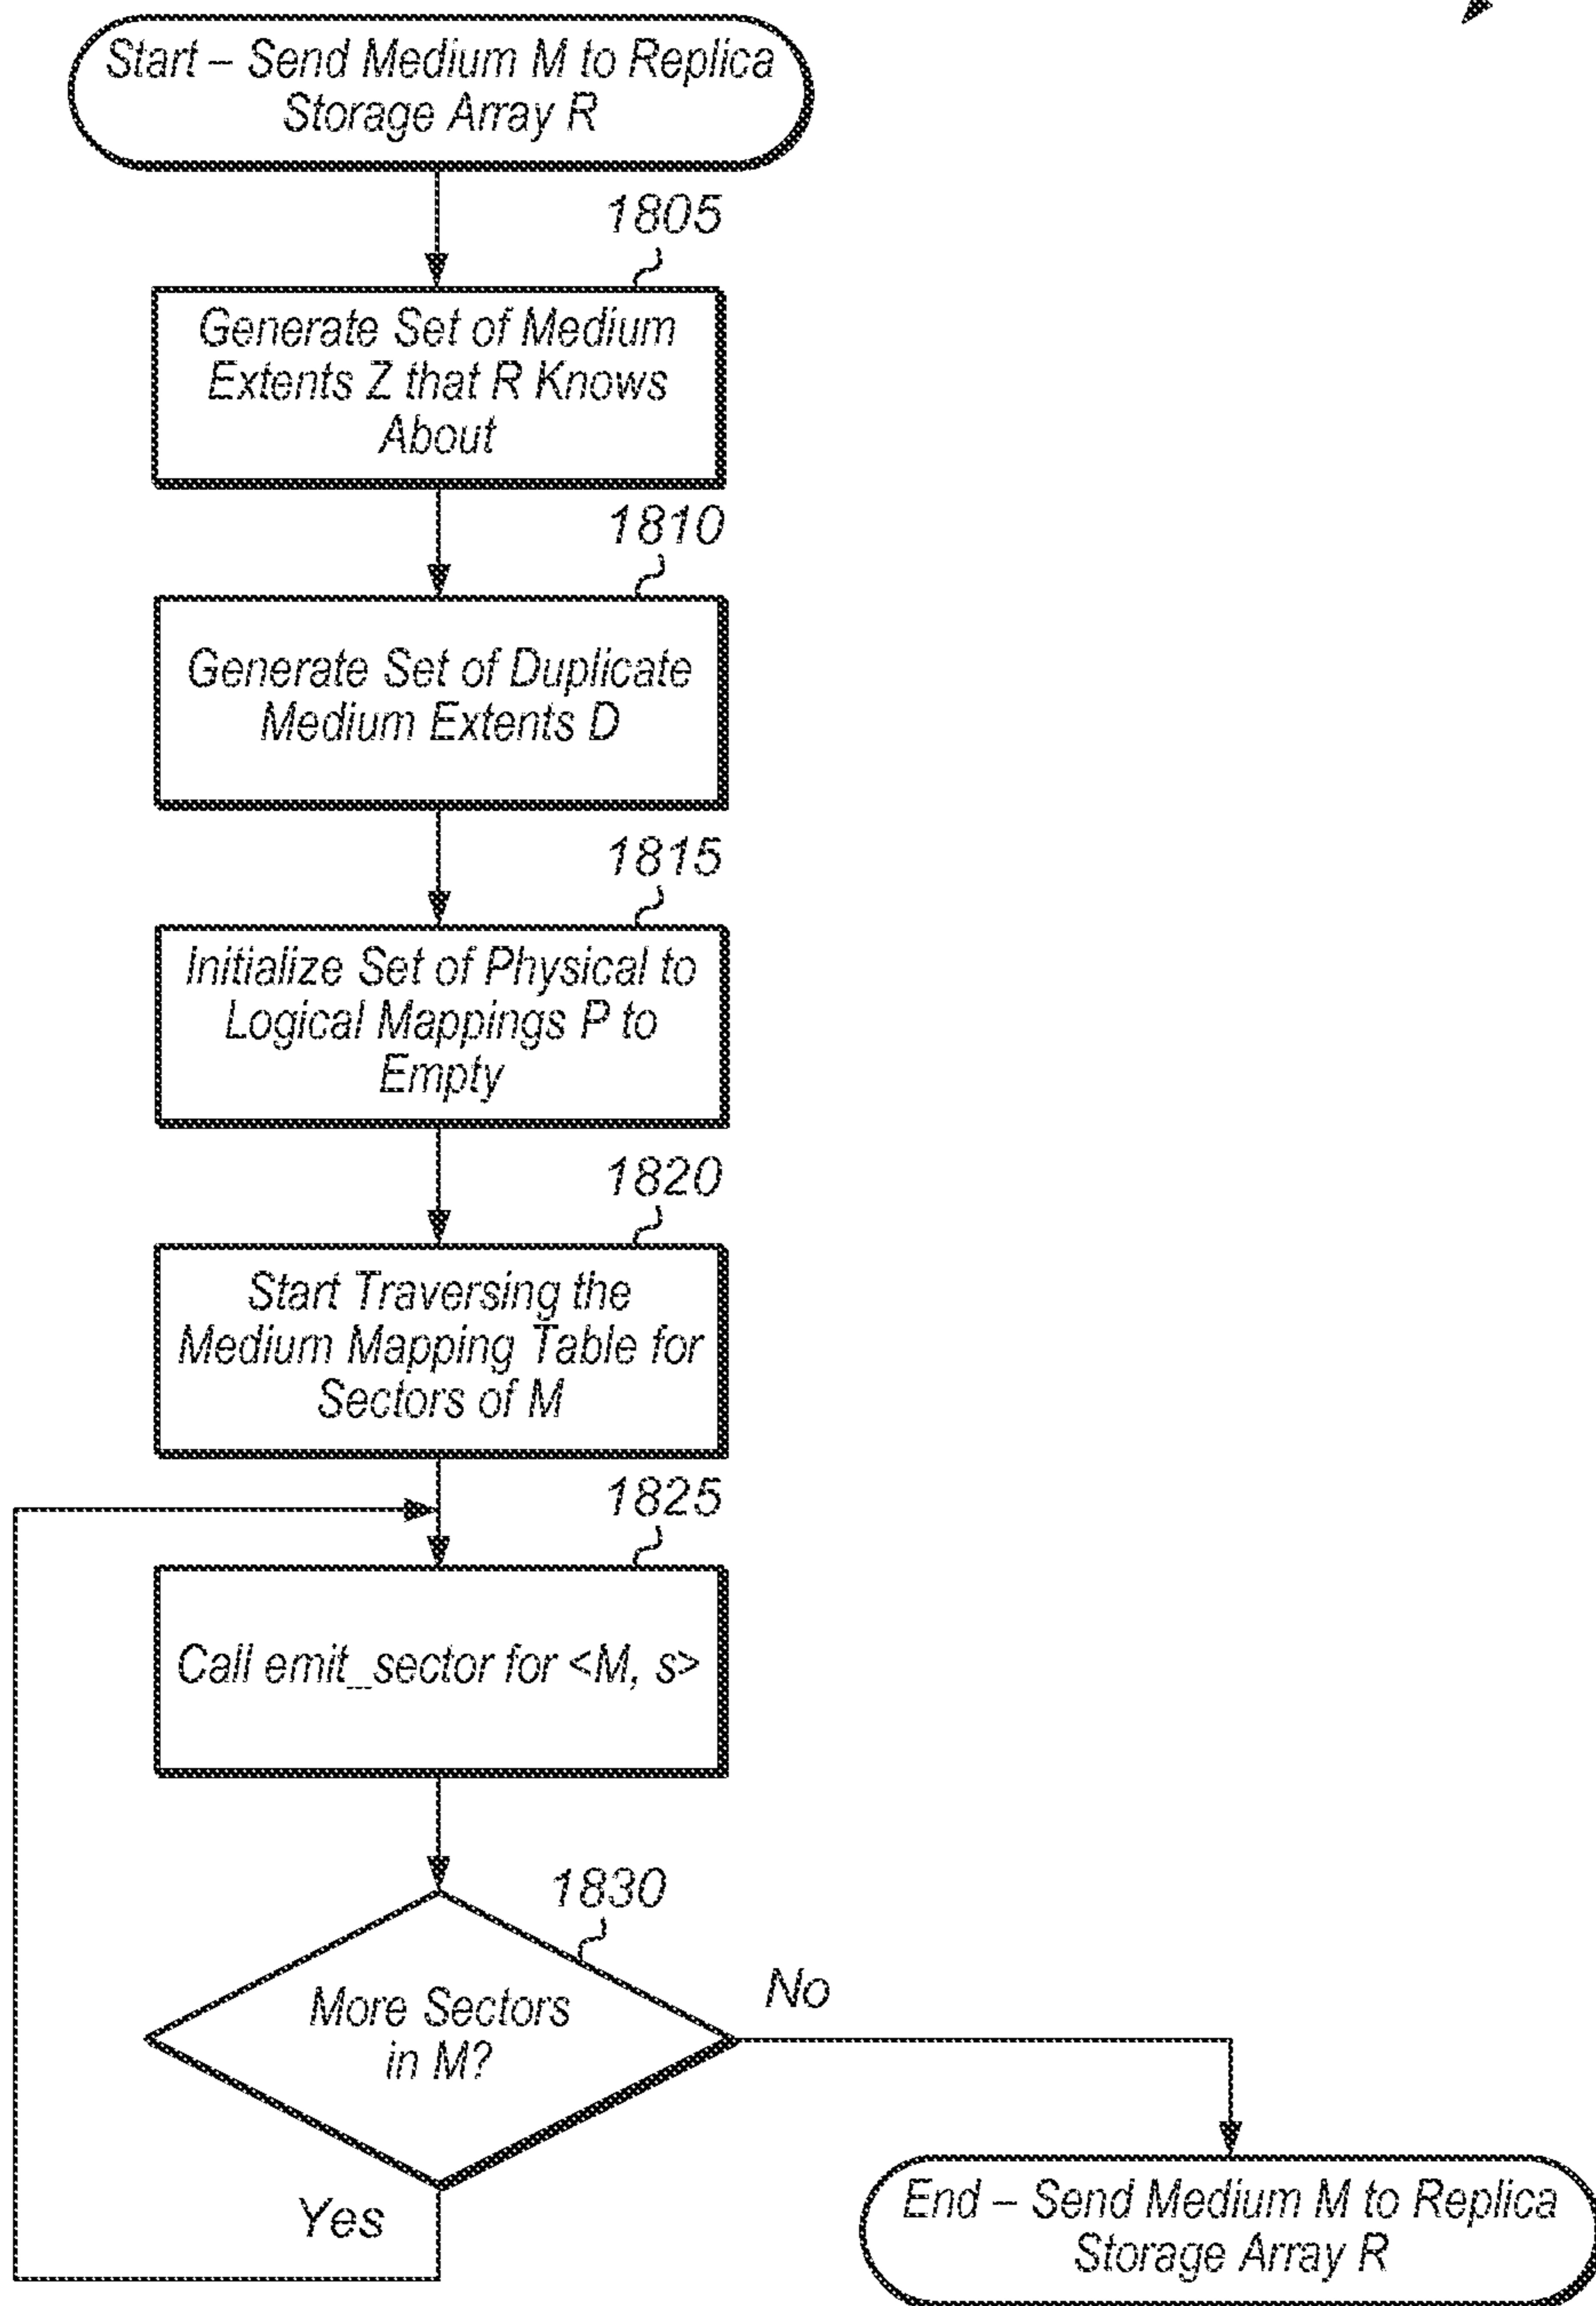 Start – Send Medium M to Replica
Storage Array R
1805
Generate Set of Medium
Extents Z that R Knows
About
1810
Generate Set of Duplicate
Medium Extents D
1815
Initialize Set of Physical to
Logical Mappings P to
Empty
1820
Start Traversing the
Medium Mapping Table for
Sectors of M
1825
Call emit_sector for <M, s>
1830
More Sectors
in M?
No
Yes
End – Send Medium M to Replica
Storage Array R